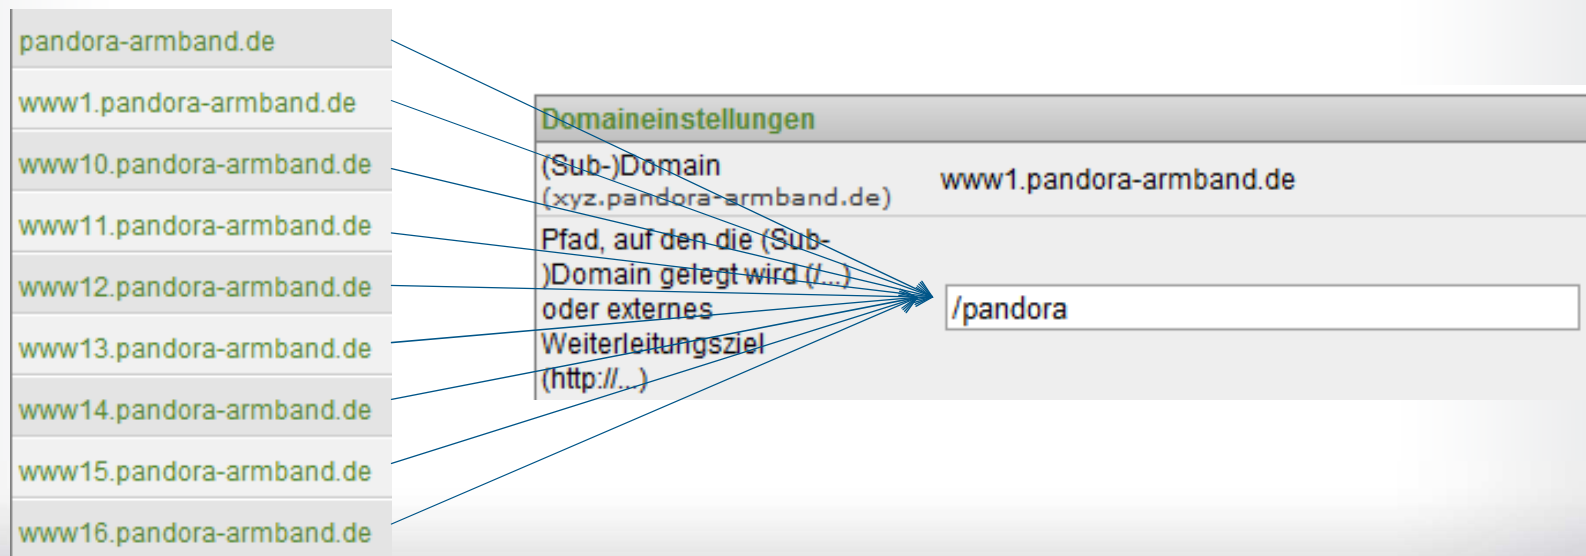 pandora-armband.de
www1.pandora-armband.de
www10.pandora-armband.de
www11.pandora-armband.de
www12.pandora-armband.de
www13.pandora-armband.de
www14.pandora-armband.de
www15.pandora-armband.de
www16.pandora-armband.de
Domaineinstellungen
(Sub-)Domain
(xyz.pandora-armband.de)
www1.pandora-armband.de
Pfad, auf den die (Sub-
)Domain gelegt wird (/...)
oder externes
Weiterleitungsziel
(http://...)
/pandora